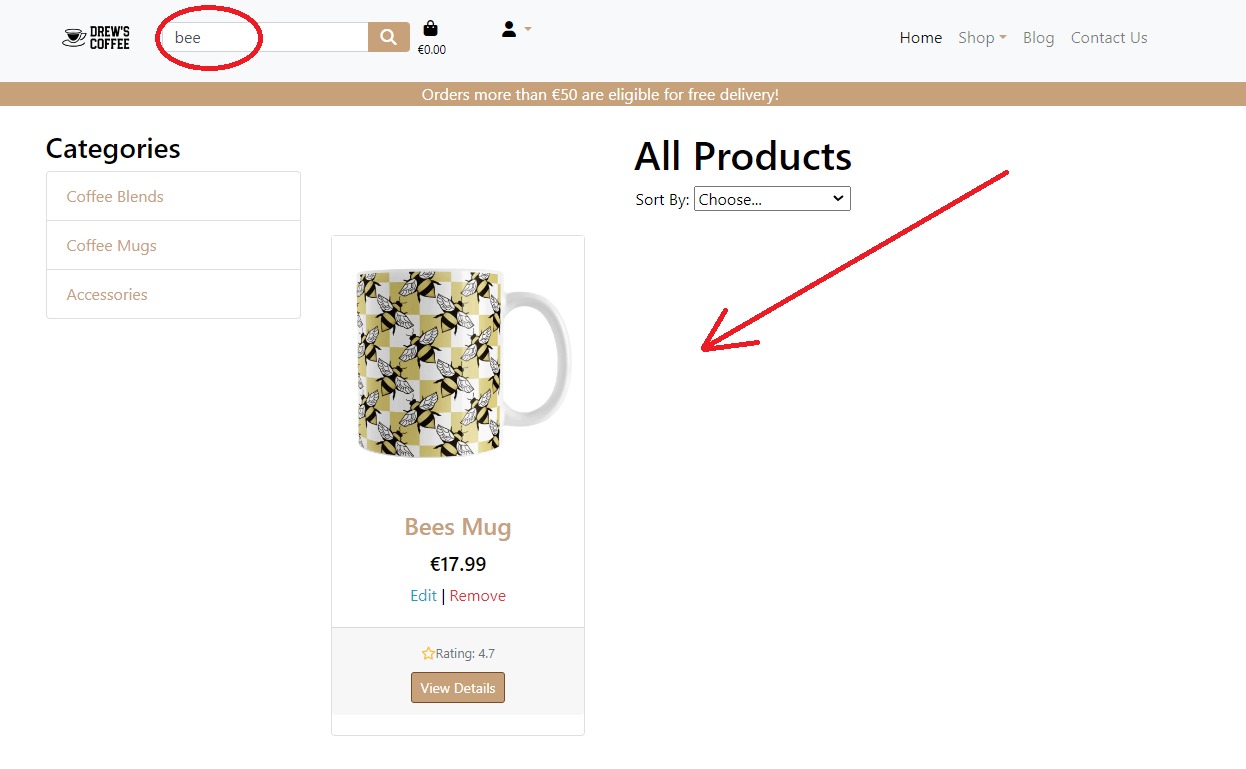 DREW'S
COFFEE
bee
€0.00
Home Shop Blog Contact Us
Orders more than €50 are eligible for free delivery!
Categories
Coffee Blends
Coffee Mugs
Accessories
All Products
Sort By: Choose...
Bees Mug
€17.99
Edit | Remove
Rating: 4.7
View Details